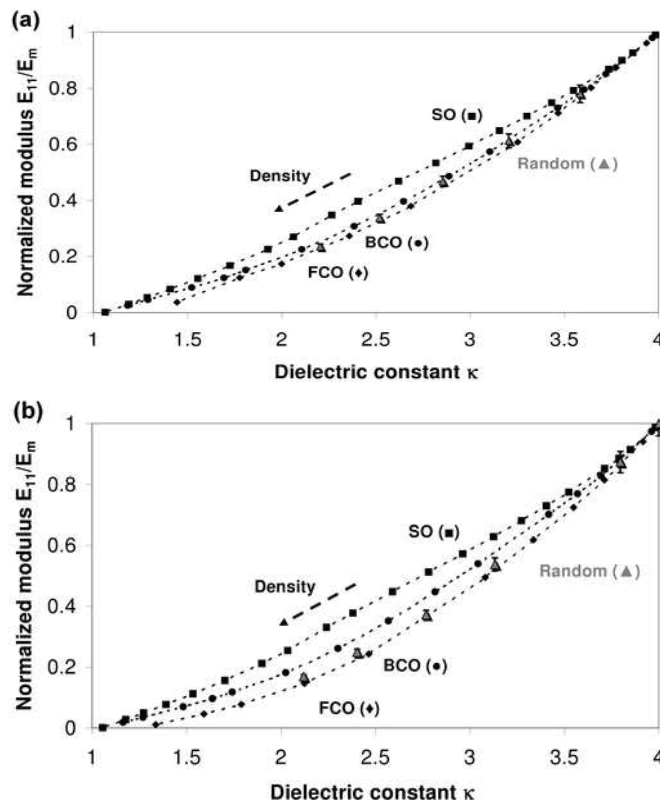 (a)
1
0.8
0.6
0.4
0.2
0
Normalized modulus E₁₁/Eₘ
SO (■)
Random (▲)
Density
BCO (●)
FCO (♦)
1 1.5 2 2.5 3 3.5 4
Dielectric constant κ
(b)
1
0.8
0.6
0.4
0.2
0
Normalized modulus E₁₁/Eₘ
SO (■)
Random (▲)
Density
BCO (●)
FCO (♦)
1 1.5 2 2.5 3 3.5 4
Dielectric constant κ